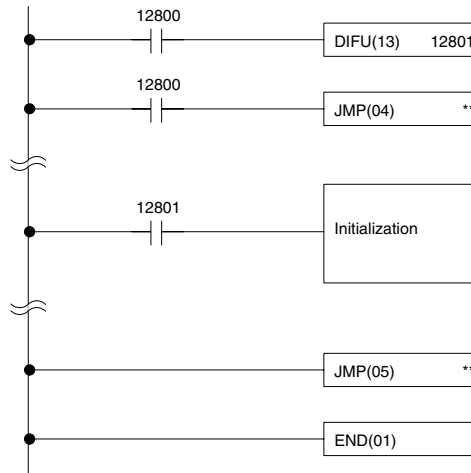 12800
DIFU(13) 12801
12800
JMP(04) **
12801
Initialization
JMP(05) **
END(01)